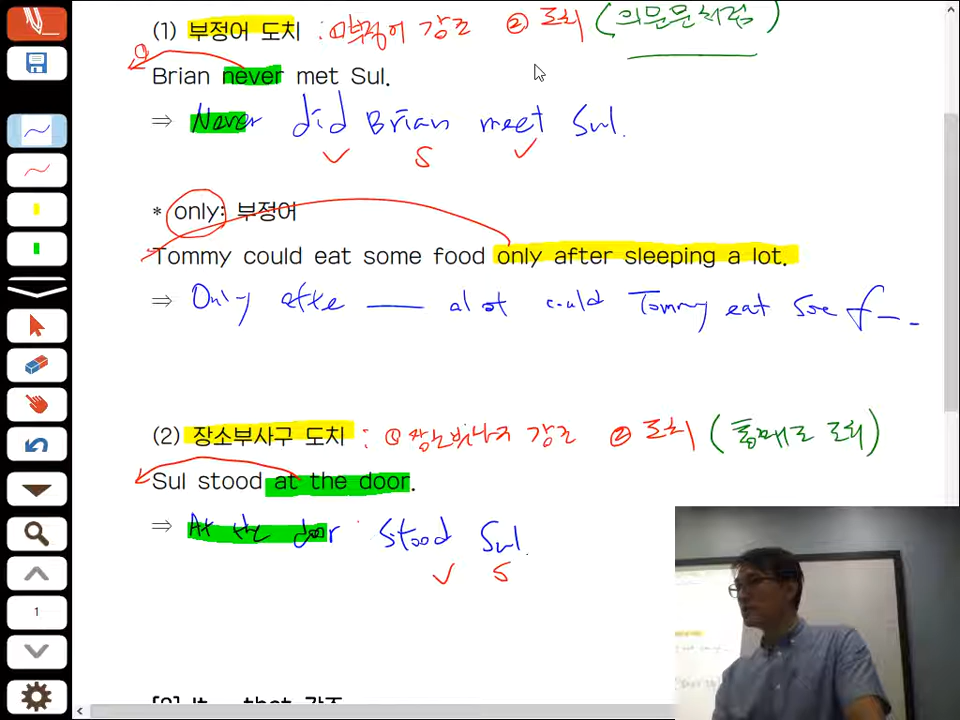 (1) 부정어 도치 : ① 부정어 강조 ② 도치 (의문문처럼)
Brian never met Sul.
⇒ Never did Brian meet Sul.
V S V
* only: 부정어
Tommy could eat some food only after sleeping a lot.
⇒ Only after — a lot could Tommy eat some f—.
(2) 장소부사구 도치 : ① 장소부사구 강조 ② 도치 (통째로 도치)
Sul stood at the door.
⇒ At the door stood Sul.
V S
1